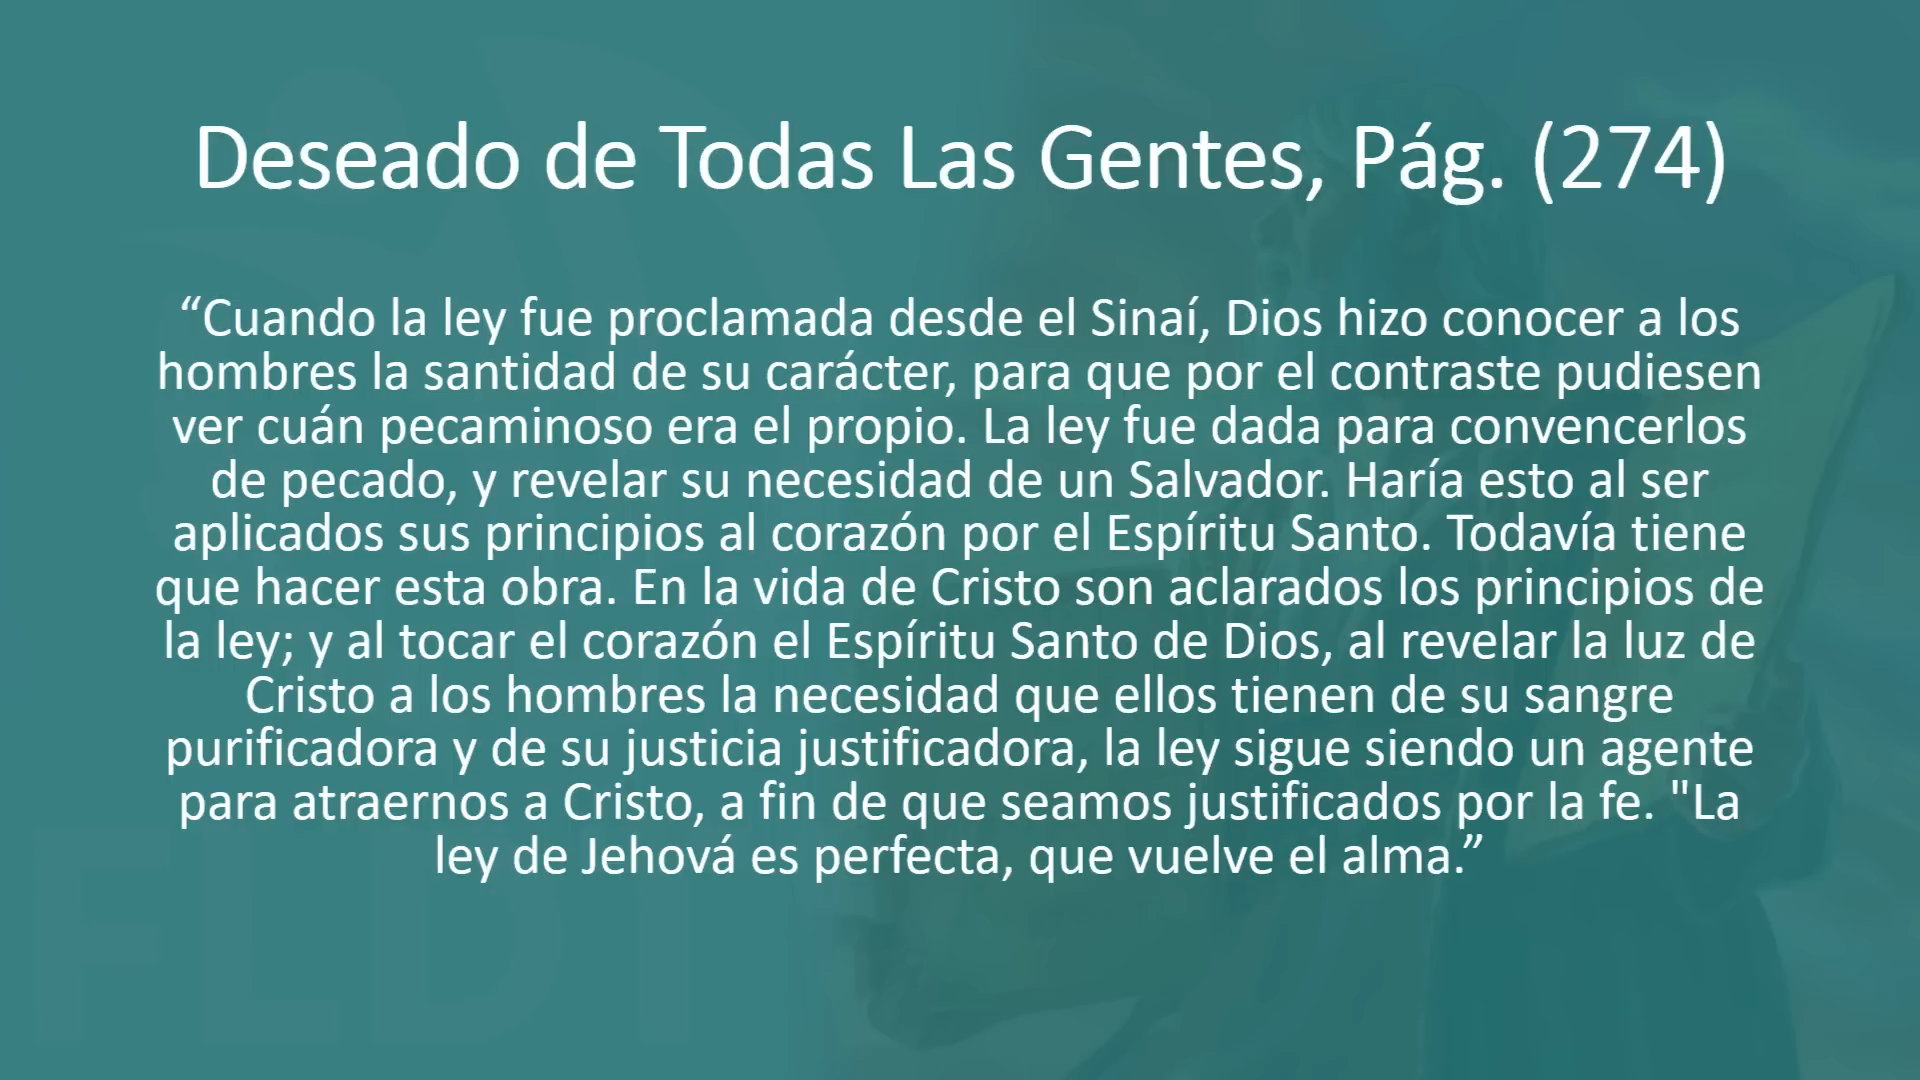 Deseado de Todas Las Gentes, Pág. (274)
“Cuando la ley fue proclamada desde el Sinaí, Dios hizo conocer a los
hombres la santidad de su carácter, para que por el contraste pudiesen
ver cuán pecaminoso era el propio. La ley fue dada para convencerlos
de pecado, y revelar su necesidad de un Salvador. Haría esto al ser
aplicados sus principios al corazón por el Espíritu Santo. Todavía tiene
que hacer esta obra. En la vida de Cristo son aclarados los principios de
la ley; y al tocar el corazón el Espíritu Santo de Dios, al revelar la luz de
Cristo a los hombres la necesidad que ellos tienen de su sangre
purificadora y de su justicia justificadora, la ley sigue siendo un agente
para atraernos a Cristo, a fin de que seamos justificados por la fe. "La
ley de Jehová es perfecta, que vuelve el alma.”